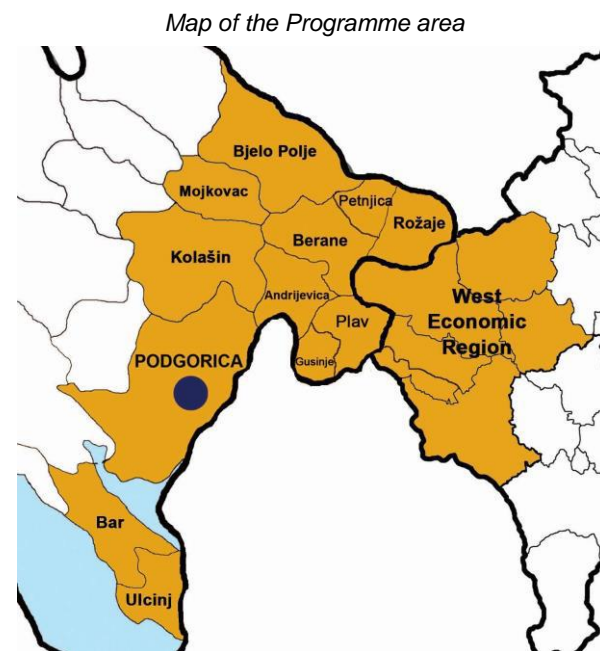 Map of the Programme area
Bjelo Polje
Mojkovac
Petnjica
Rožaje
Berane
Kolašin
Andrijevica
West
Economic
Region
Plav
Gusinje
PODGORICA
Bar
Ulcinj